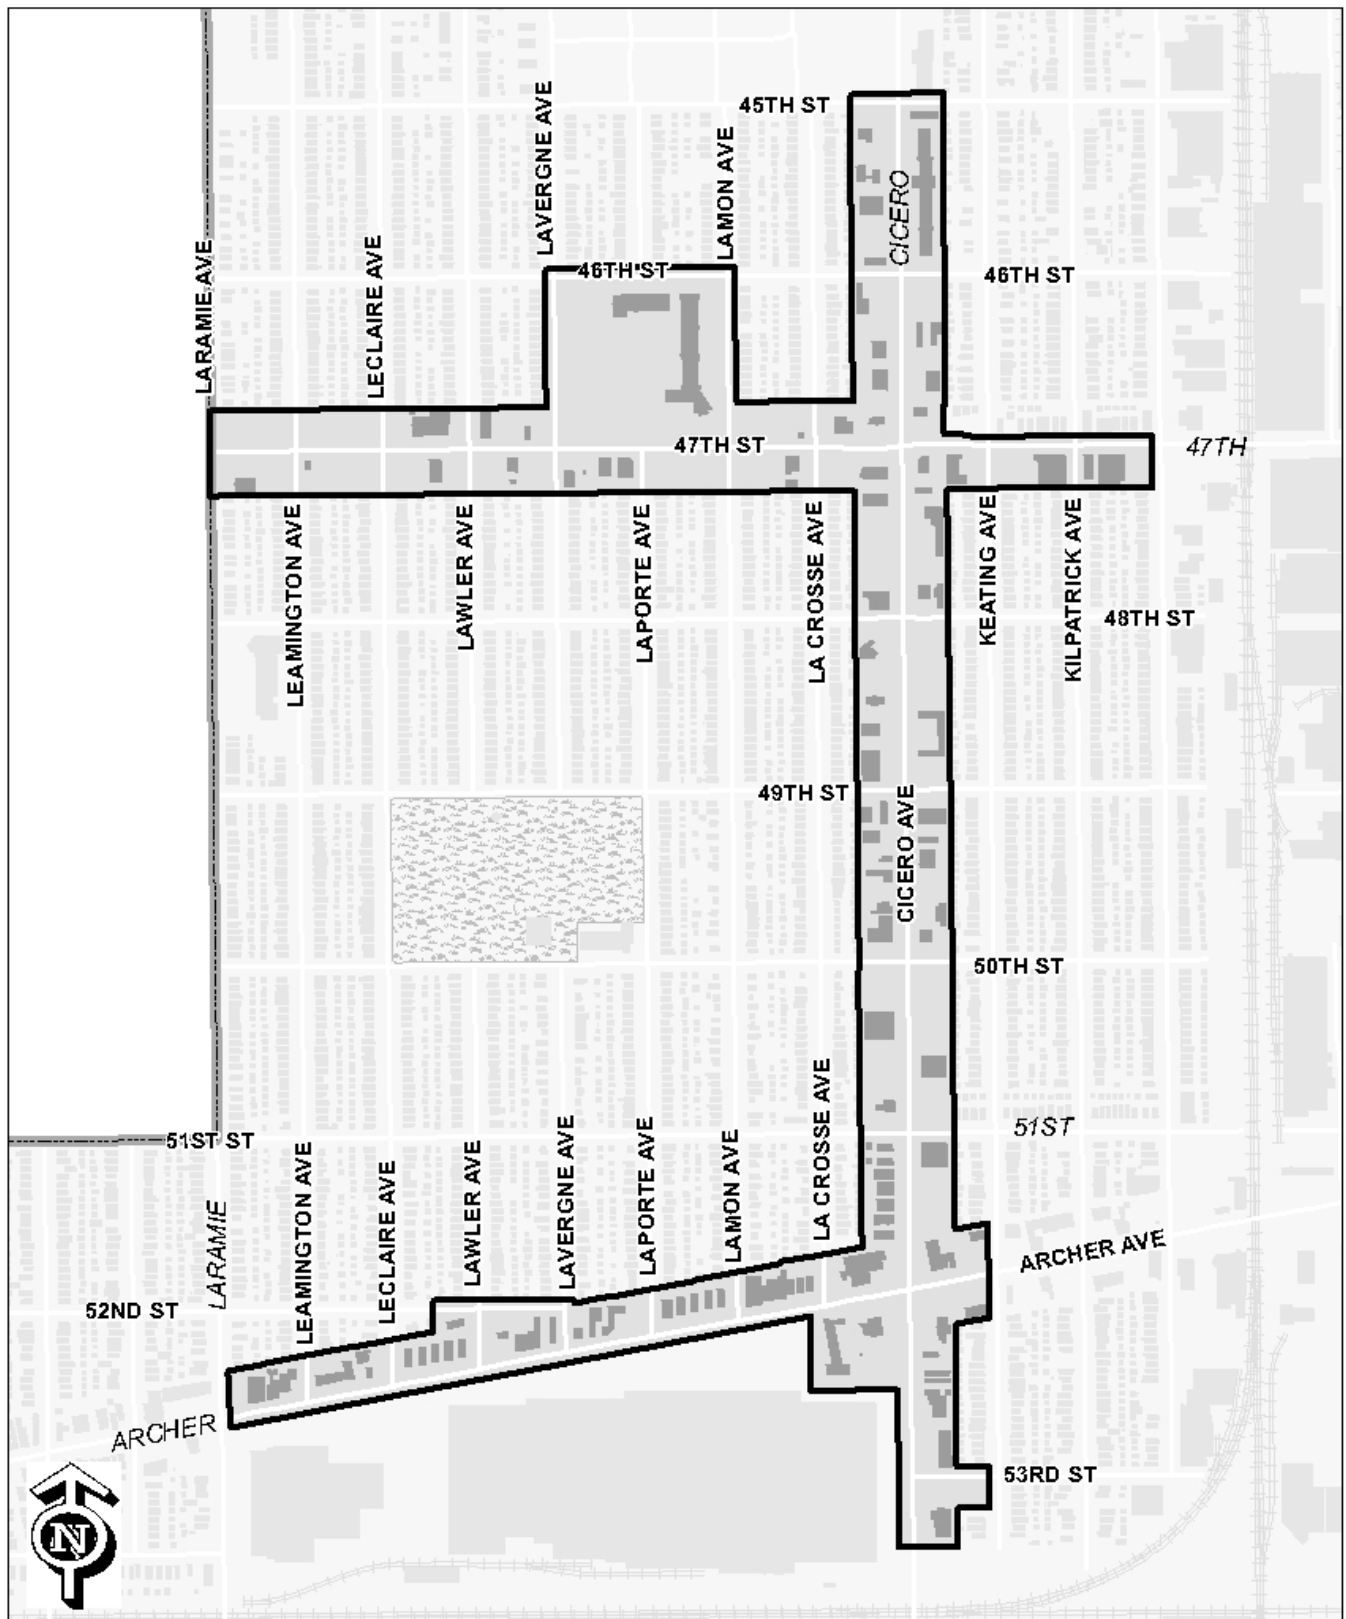 45TH ST
LAVERGNE AVE
LAMON AVE
CICERO
LARAMIE AVE
LECLAIRE AVE
46TH ST
46TH ST
47TH ST
47TH
LEAMINGTON AVE
LAWLER AVE
LAPORTE AVE
LA CROSSE AVE
KEATING AVE
KILPATRICK AVE
48TH ST
49TH ST
CICERO AVE
50TH ST
51ST ST
51ST
LARAMIE
LEAMINGTON AVE
LECLAIRE AVE
LAWLER AVE
LAVERGNE AVE
LAPORTE AVE
LAMON AVE
LA CROSSE AVE
ARCHER AVE
52ND ST
ARCHER
53RD ST
N